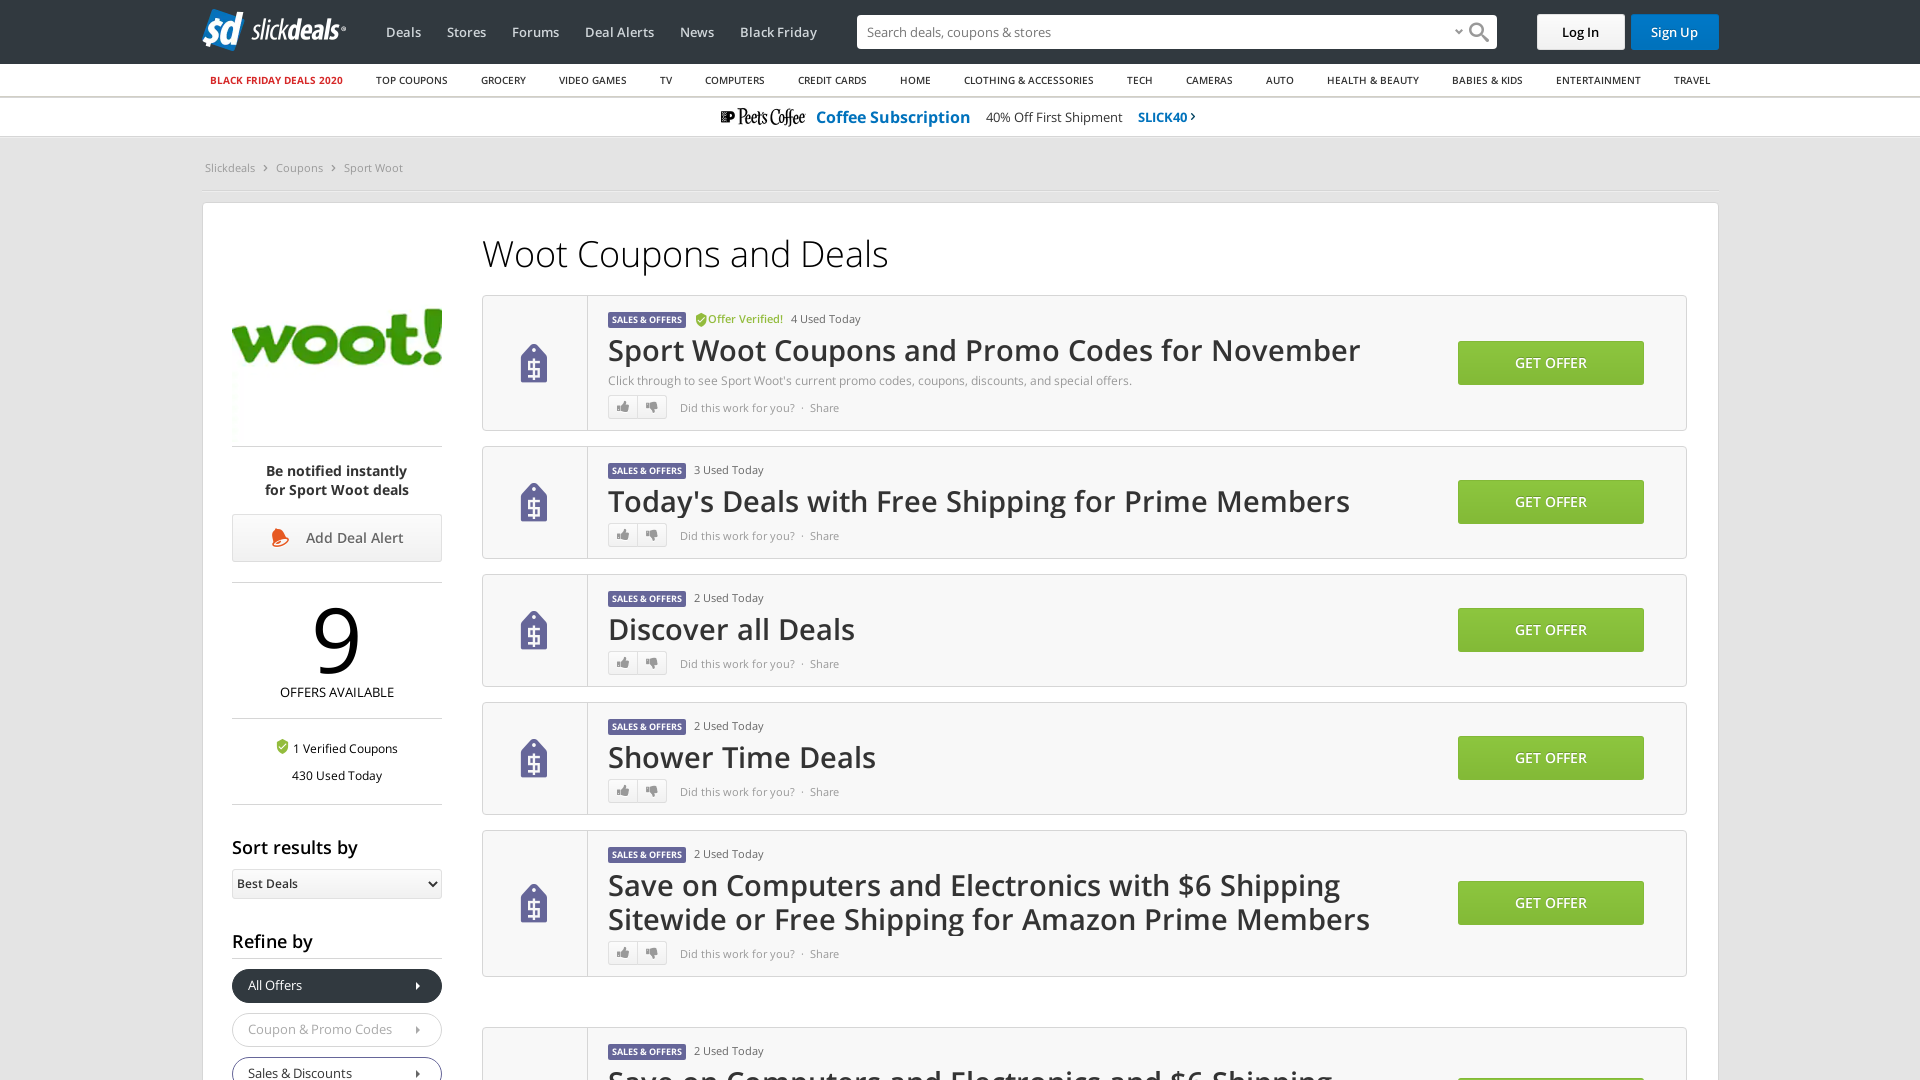 sd slickdeals
Deals
Stores
Forums
Deal Alerts
News
Black Friday
Search deals, coupons & stores
Log In
Sign Up
BLACK FRIDAY DEALS 2020
TOP COUPONS
GROCERY
VIDEO GAMES
TV
COMPUTERS
CREDIT CARDS
HOME
CLOTHING & ACCESSORIES
TECH
CAMERAS
AUTO
HEALTH & BEAUTY
BABIES & KIDS
ENTERTAINMENT
TRAVEL
Peet's Coffee Coffee Subscription 40% Off First Shipment SLICK40
Slickdeals > Coupons > Sport Woot
woot!
Be notified instantly
for Sport Woot deals
Add Deal Alert
9
OFFERS AVAILABLE
1 Verified Coupons
430 Used Today
Sort results by
Best Deals
Refine by
All Offers
Coupon & Promo Codes
Sales & Discounts
Woot Coupons and Deals
SALES & OFFERS Offer Verified! 4 Used Today
Sport Woot Coupons and Promo Codes for November
Click through to see Sport Woot's current promo codes, coupons, discounts, and special offers.
Did this work for you? · Share
GET OFFER
SALES & OFFERS 3 Used Today
Today's Deals with Free Shipping for Prime Members
Did this work for you? · Share
GET OFFER
SALES & OFFERS 2 Used Today
Discover all Deals
Did this work for you? · Share
GET OFFER
SALES & OFFERS 2 Used Today
Shower Time Deals
Did this work for you? · Share
GET OFFER
SALES & OFFERS 2 Used Today
Save on Computers and Electronics with $6 Shipping
Sitewide or Free Shipping for Amazon Prime Members
Did this work for you? · Share
GET OFFER
SALES & OFFERS 2 Used Today
Save on Computers and Electronics and $6 Shipping